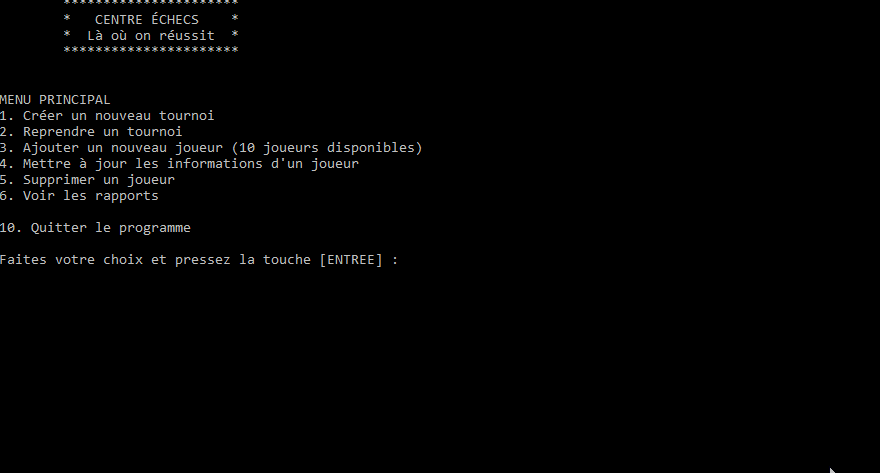 ***********************
*   CENTRE ÉCHECS    *
*  Là où on réussit  *
**********************
MENU PRINCIPAL
1. Créer un nouveau tournoi
2. Reprendre un tournoi
3. Ajouter un nouveau joueur (10 joueurs disponibles)
4. Mettre à jour les informations d'un joueur
5. Supprimer un joueur
6. Voir les rapports
10. Quitter le programme
Faites votre choix et pressez la touche [ENTREE] :